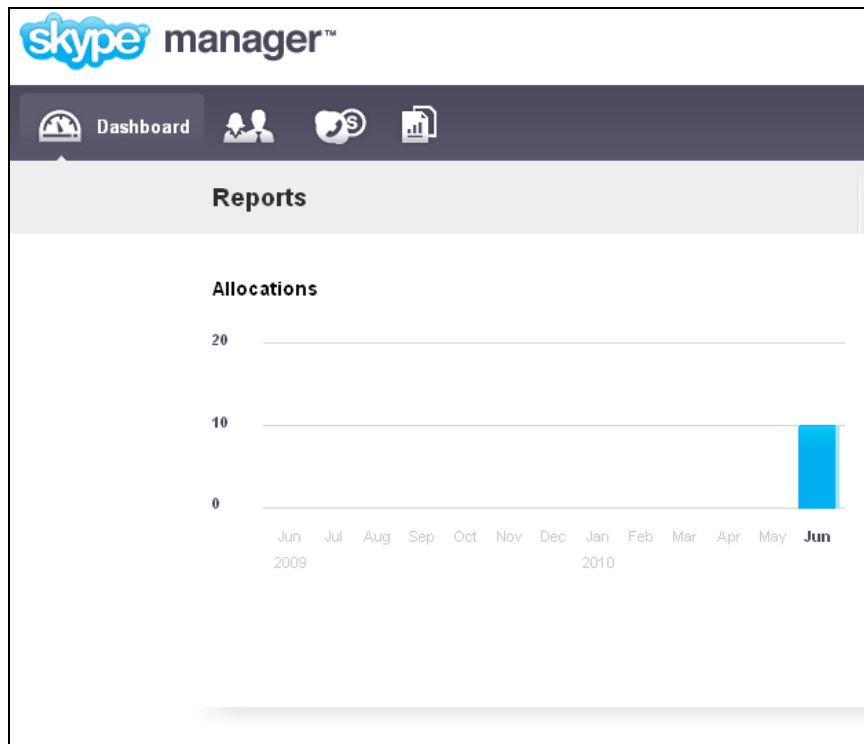 skype manager™
Dashboard
Reports
Allocations
20
10
0
Jun Jul Aug Sep Oct Nov Dec Jan Feb Mar Apr May Jun
2009 2010